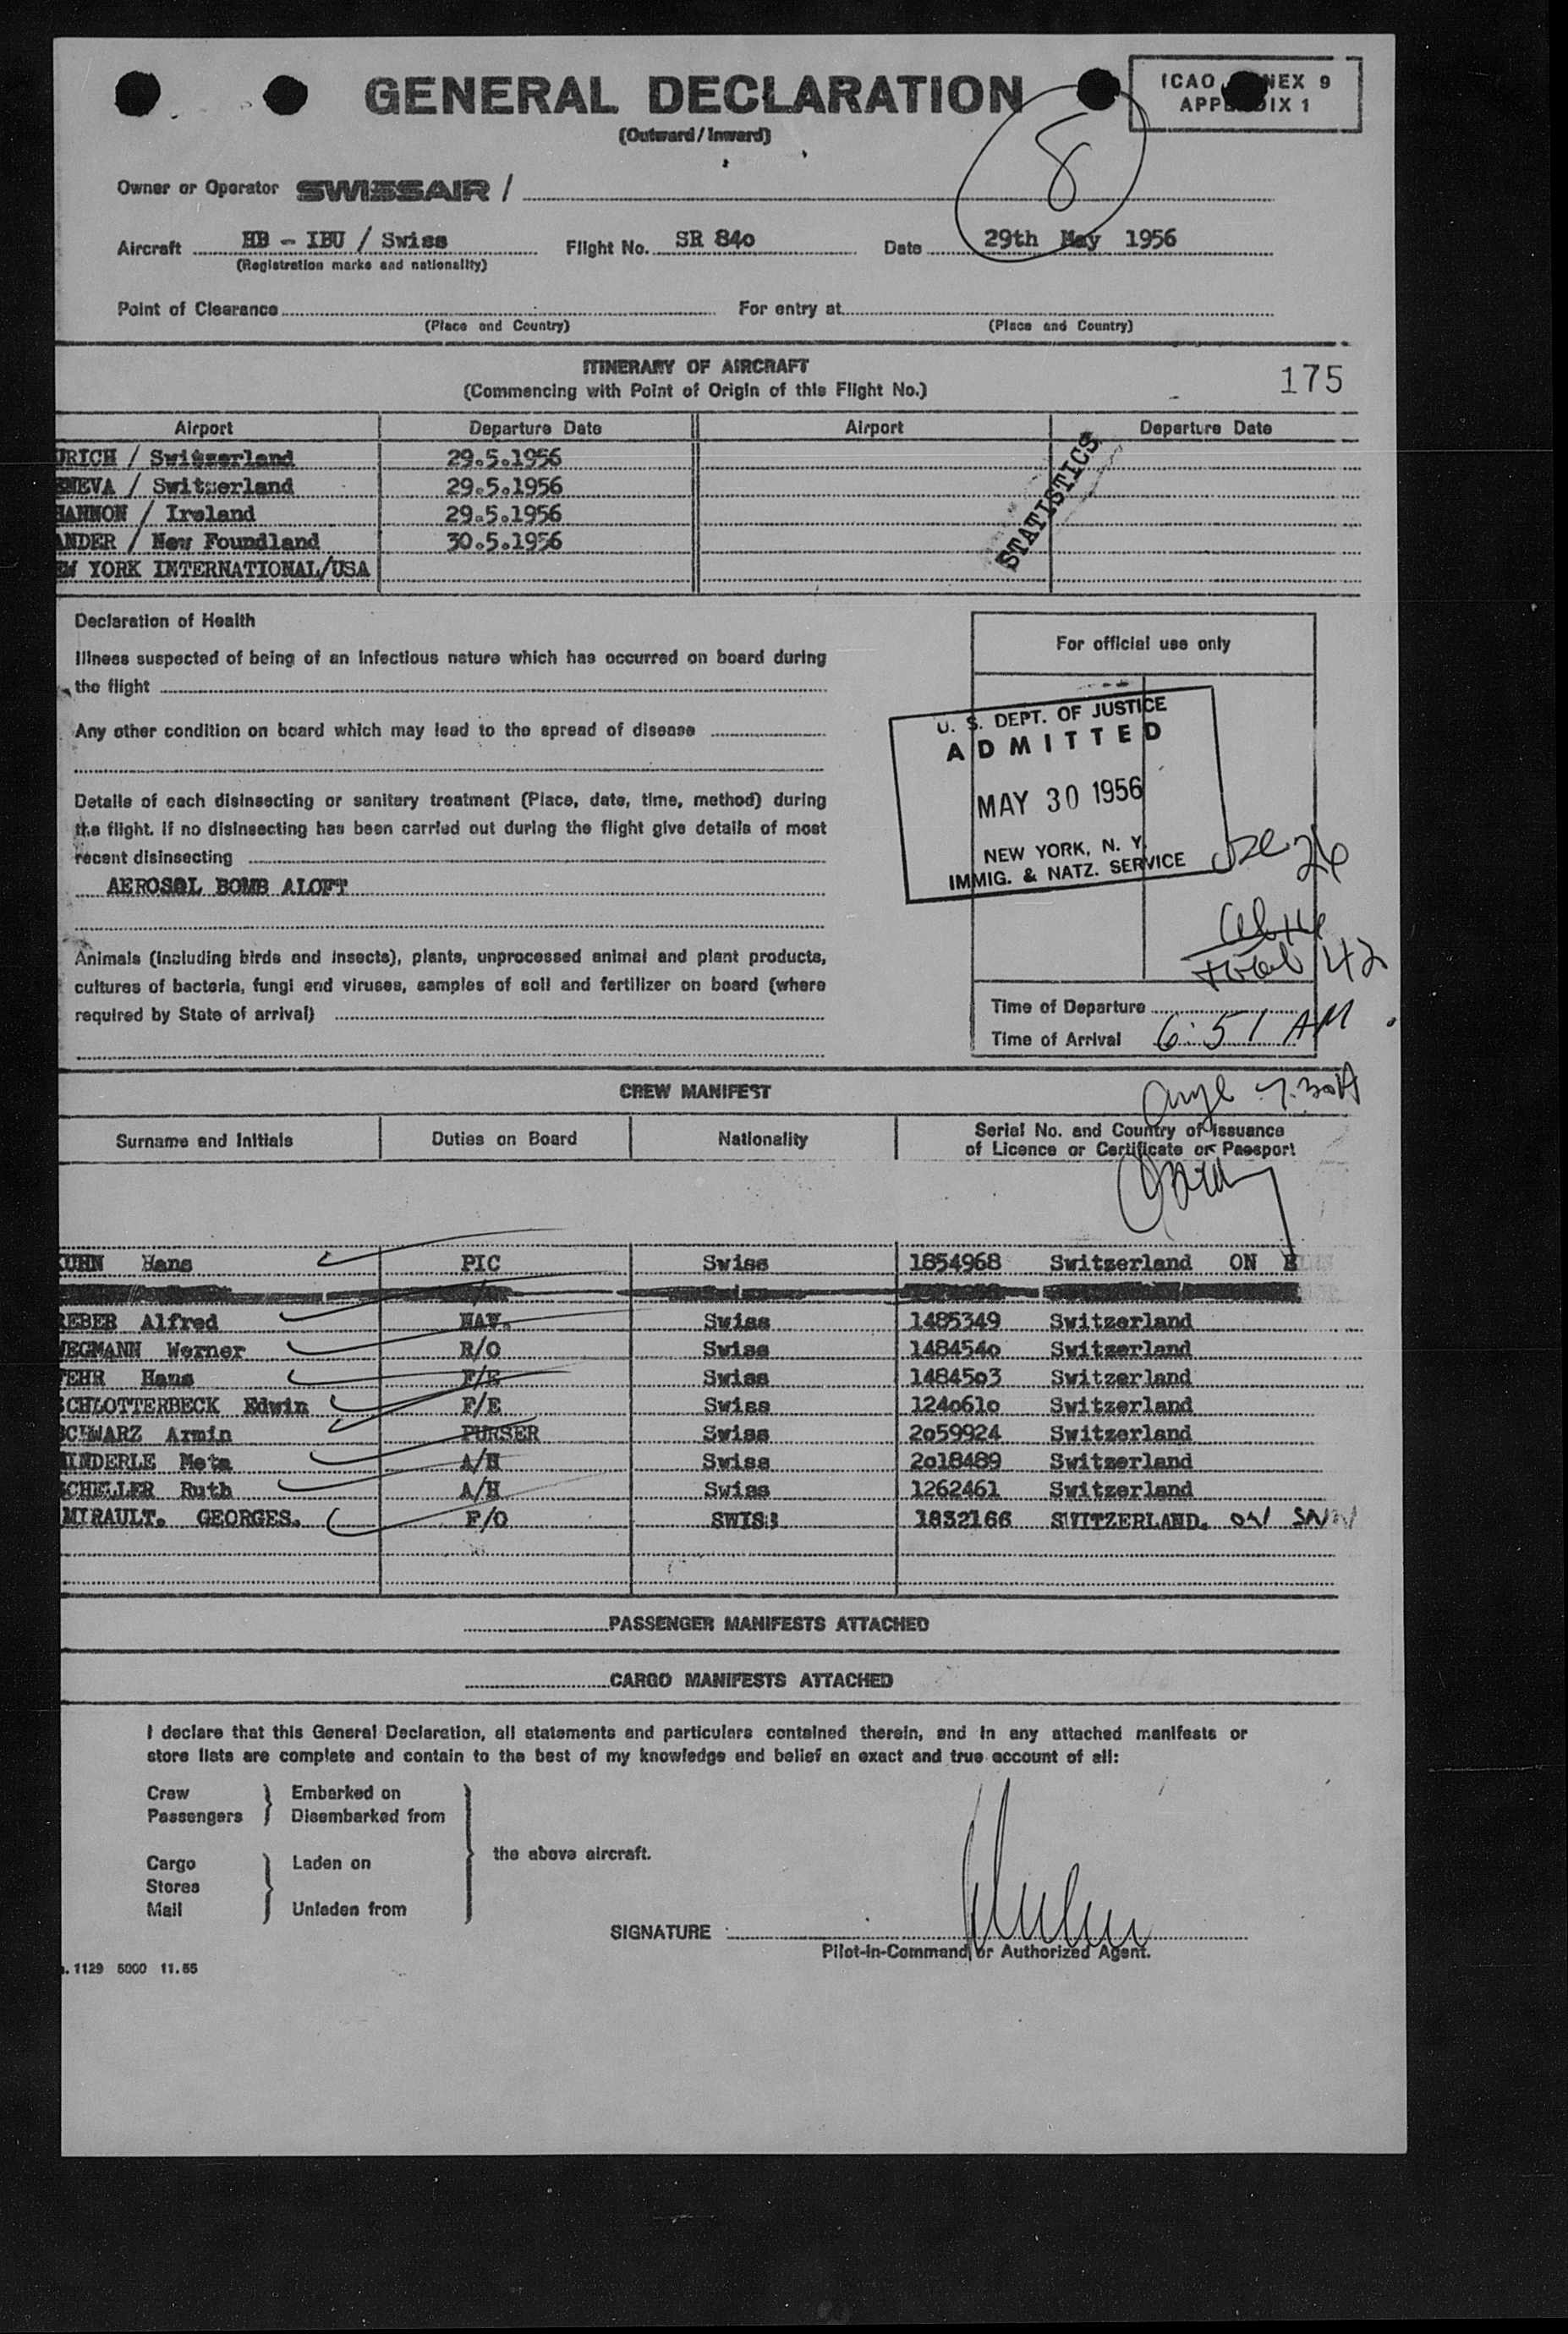 GENERAL DECLARATION
(Outward/Inward)
ICAO NEX 9
APPE DIX 1
8
Owner or Operator SWISSAIR /
Aircraft HB - IBU / Swiss Flight No. SR 84o Date 29th May 1956
(Registration marks and nationality)
Point of Clearance For entry at
(Place and Country) (Place and Country)
ITINERARY OF AIRCRAFT
(Commencing with Point of Origin of this Flight No.)
175
Airport Departure Date Airport Departure Date
URICH / Switzerland 29.5.1956
ENEVA / Switzerland 29.5.1956
HANNON / Ireland 29.5.1956
ANDER / New Foundland 30.5.1956
EW YORK INTERNATIONAL/USA
STATISTICS
Declaration of Health
Illness suspected of being of an infectious nature which has occurred on board during
the flight
Any other condition on board which may lead to the spread of disease
Details of each disinsecting or sanitary treatment (Place, date, time, method) during
the flight. If no disinsecting has been carried out during the flight give details of most
recent disinsecting
AEROSOL BOMB ALOFT
Animals (including birds and insects), plants, unprocessed animal and plant products,
cultures of bacteria, fungi and viruses, samples of soil and fertilizer on board (where
required by State of arrival)
For official use only
U. S. DEPT. OF JUSTICE
ADMITTED
MAY 30 1956
NEW YORK, N. Y.
IMMIG. & NATZ. SERVICE
26
Total 42
Time of Departure
Time of Arrival 6:51 AM
CREW MANIFEST
Surname and Initials Duties on Board Nationality Serial No. and Country of Issuance
of Licence or Certificate or Passport
KUHN Hans PIC Swiss 1854968 Switzerland ON B
REBER Alfred NAV. Swiss 1485349 Switzerland
WEGMANN Werner R/O Swiss 148454o Switzerland
FEHR Hans F/E Swiss 14845o3 Switzerland
SCHLOTTERBECK Edwin F/E Swiss 124o61o Switzerland
SCHWARZ Armin PURSER Swiss 2o59924 Switzerland
HINDERLE Meta A/H Swiss 2o18489 Switzerland
SCHELLER Ruth A/H Swiss 1262461 Switzerland
MIRAULT. GEORGES. F/O SWISS 1832166 SWITZERLAND. ON
PASSENGER MANIFESTS ATTACHED
CARGO MANIFESTS ATTACHED
I declare that this General Declaration, all statements and particulars contained therein, and in any attached manifests or
store lists are complete and contain to the best of my knowledge and belief an exact and true account of all:
Crew Embarked on
Passengers Disembarked from
the above aircraft.
Cargo Laden on
Stores
Mail Unladen from
SIGNATURE
Pilot-in-Command or Authorized Agent.
. 1129 5000 11.55